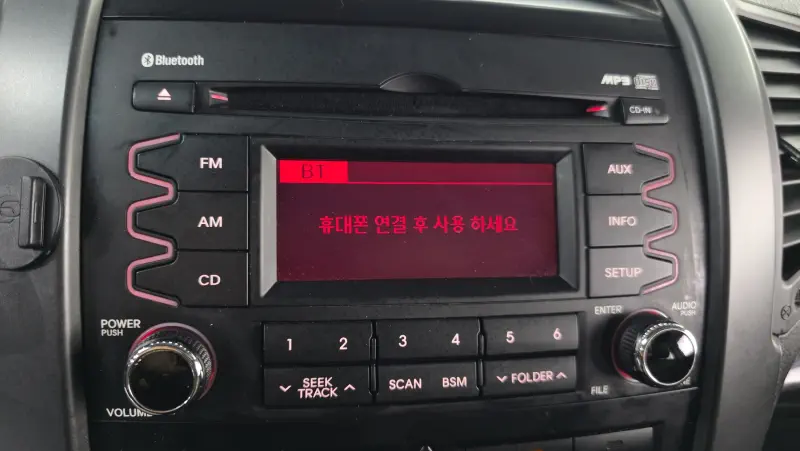 Bluetooth
MP3
CD-IN
FM
AUX
BT
AM
휴대폰 연결 후 사용 하세요
INFO
CD
SETUP
POWER
PUSH
ENTER
AUDIO
PUSH
1 2 3 4 5 6
SEEK
TRACK
SCAN
BSM
FOLDER
VOLUME
FILE